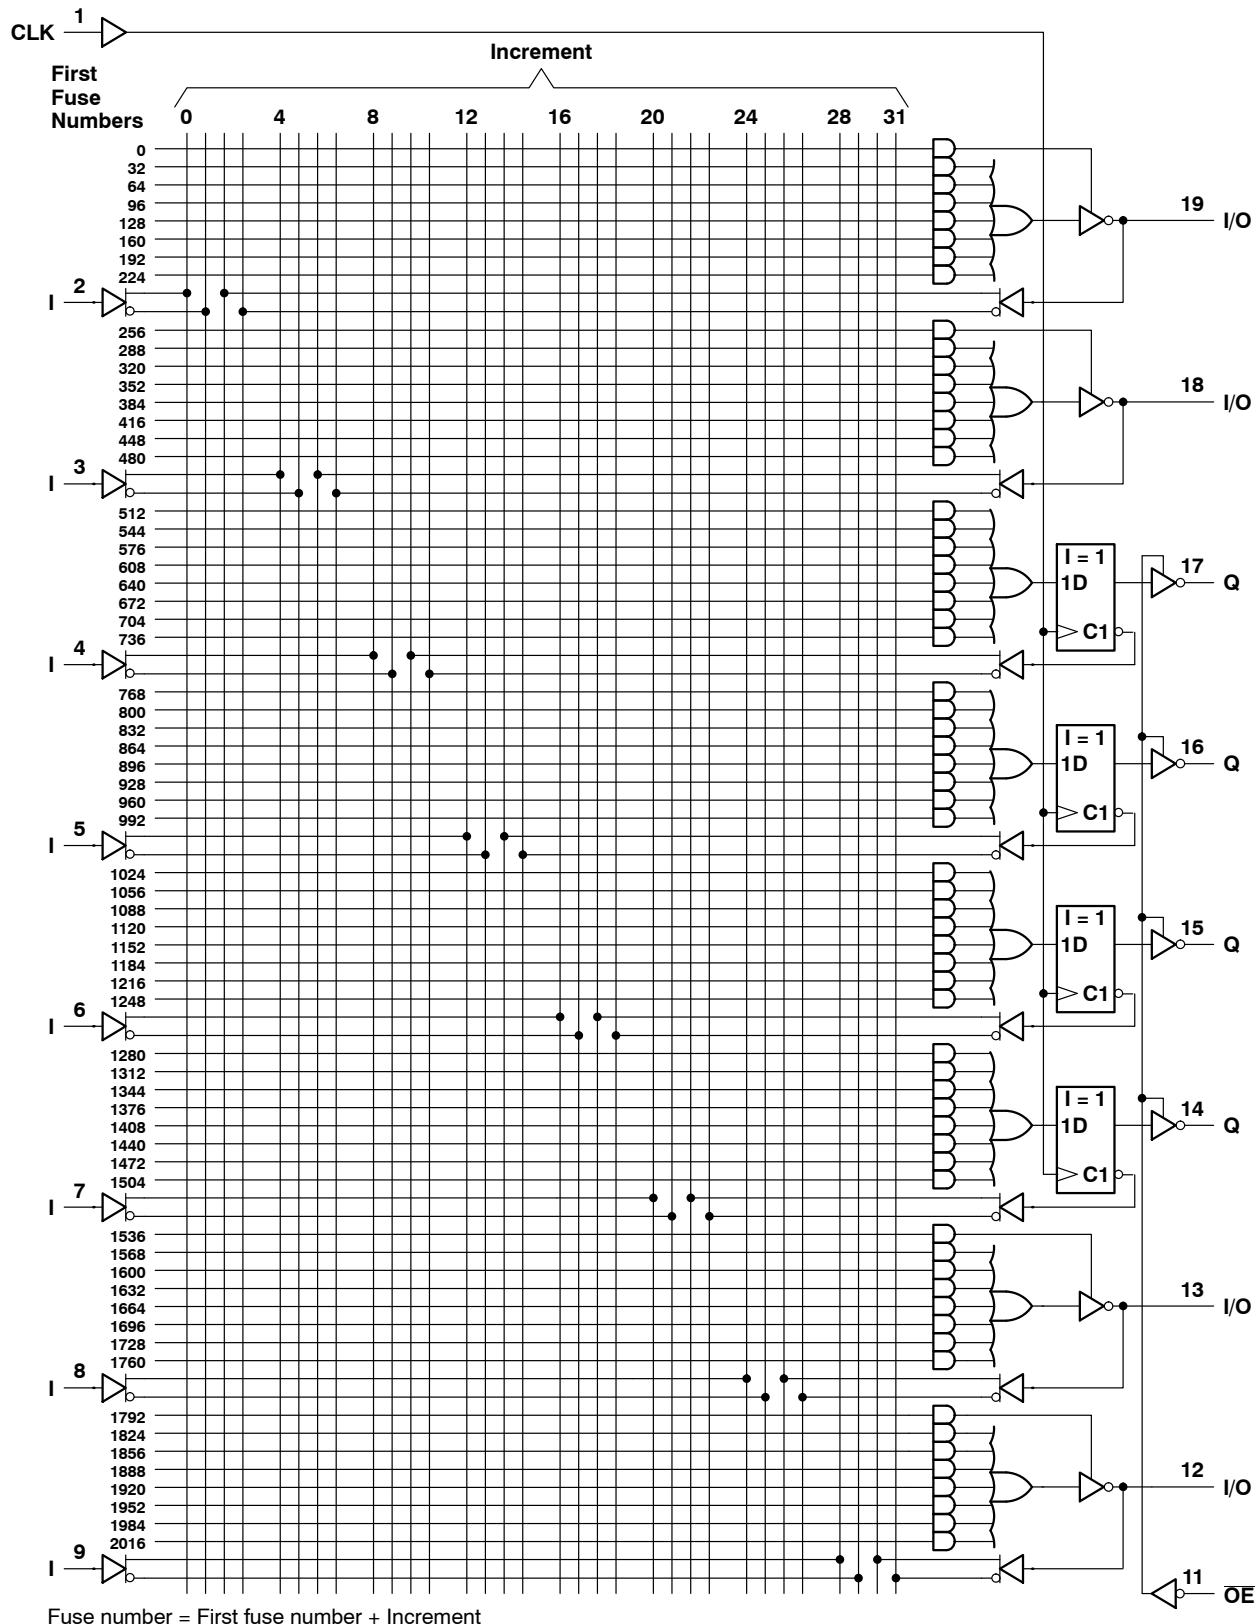 1
CLK
Increment
First
Fuse
Numbers
0 4 8 12 16 20 24 28 31
0
32
64
96
128
160
192
224
19
I/O
2
I
256
288
320
352
384
416
448
480
18
I/O
3
I
512
544
576
608
640
672
704
736
I = 1
1D
C1
17
Q
4
I
768
800
832
864
896
928
960
992
I = 1
1D
C1
16
Q
5
I
1024
1056
1088
1120
1152
1184
1216
1248
I = 1
1D
C1
15
Q
6
I
1280
1312
1344
1376
1408
1440
1472
1504
I = 1
1D
C1
14
Q
7
I
1536
1568
1600
1632
1664
1696
1728
1760
13
I/O
8
I
1792
1824
1856
1888
1920
1952
1984
2016
12
I/O
9
I
11
OE
Fuse number = First fuse number + Increment